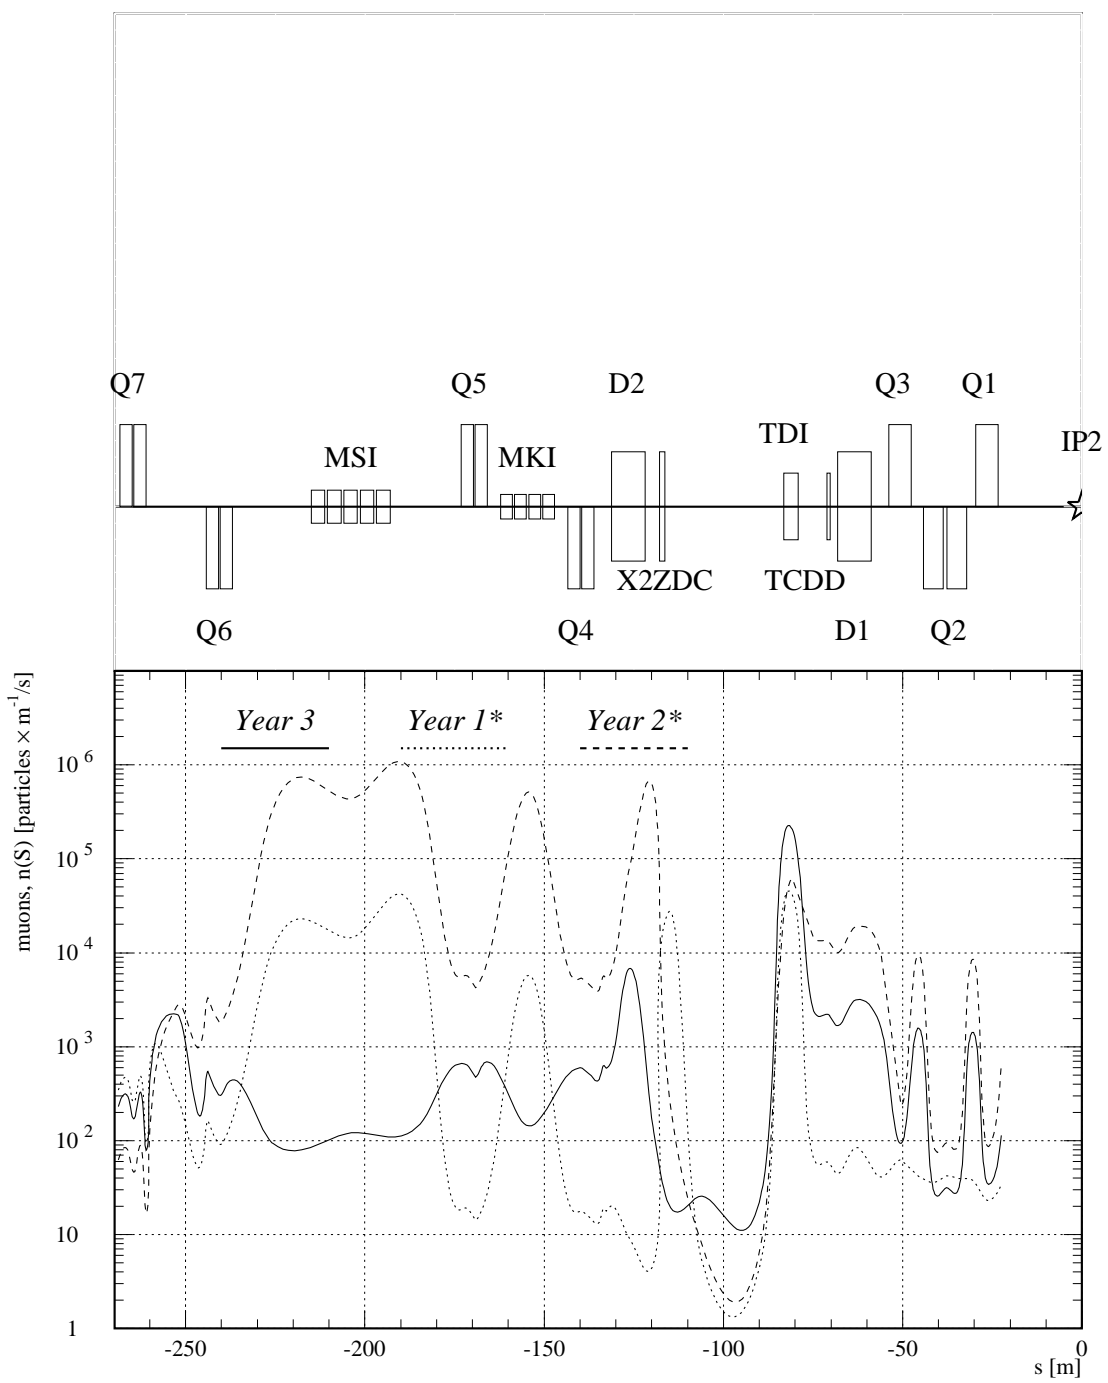 Q7 Q5 D2 Q3 Q1
TDI
IP2
MSI MKI
X2ZDC TCDD
Q6 Q4 D1 Q2
muons, n(S) [particles × m⁻¹/s]
Year 3 Year 1* Year 2*
10⁶
10⁵
10⁴
10³
10²
10
1
-250 -200 -150 -100 -50 0
s [m]